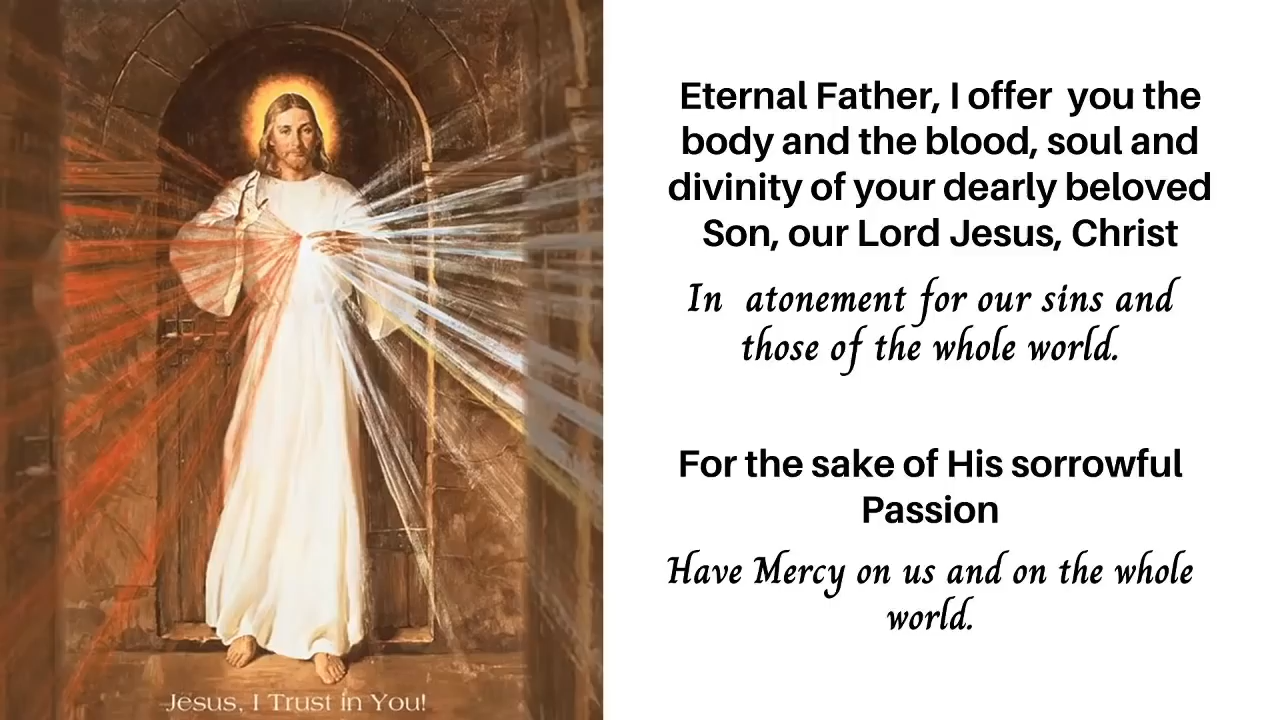 Eternal Father, I offer  you the
body and the blood, soul and
divinity of your dearly beloved
Son, our Lord Jesus, Christ
In  atonement for our sins and
those of the whole world.
For the sake of His sorrowful
Passion
Have Mercy on us and on the whole
world.
Jesus, I Trust in You!